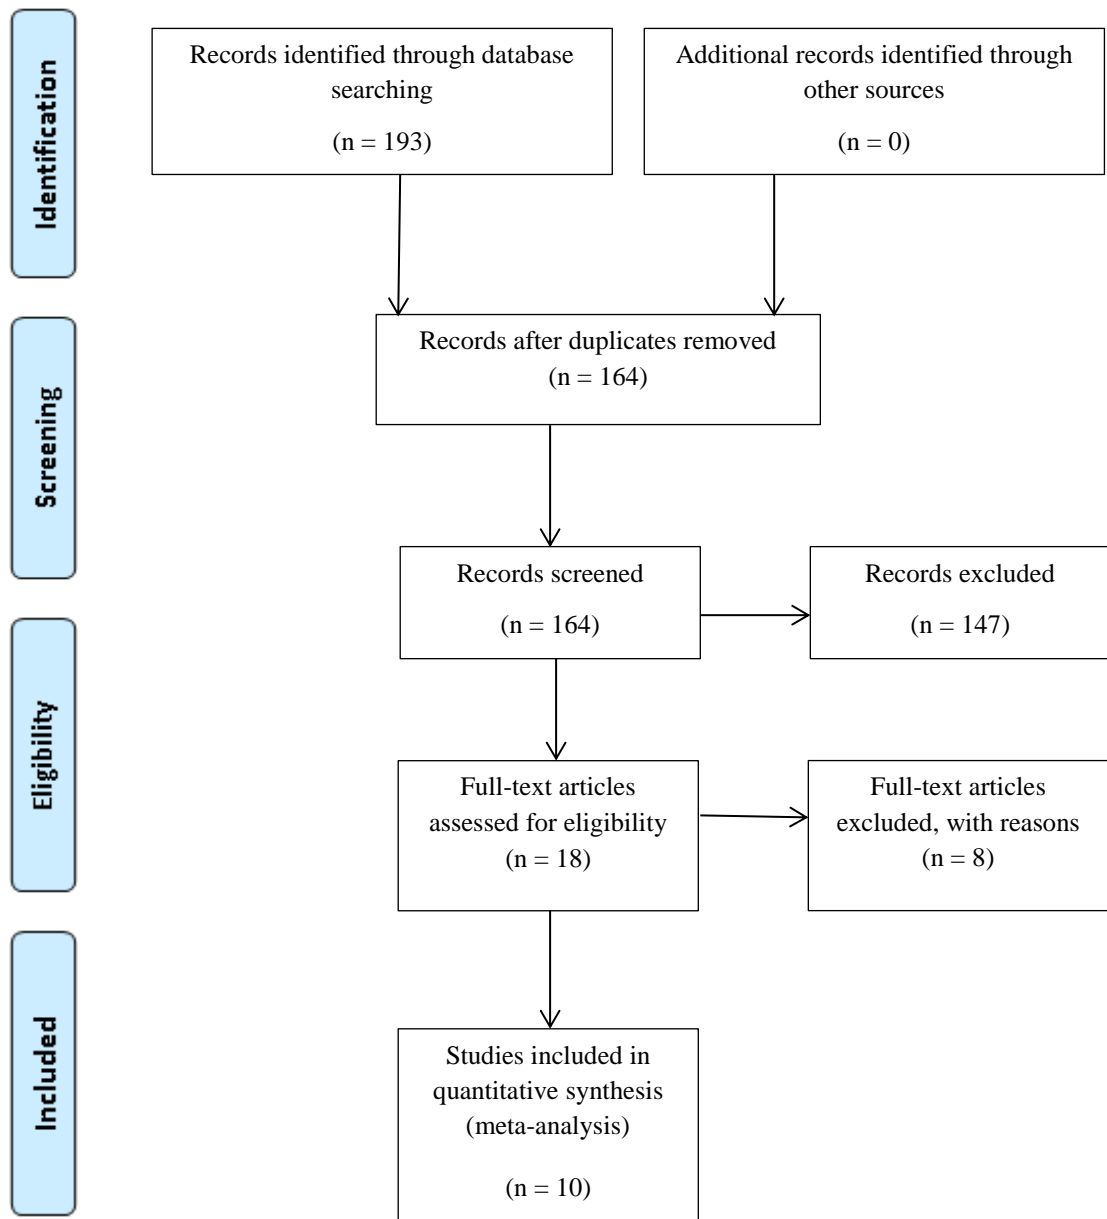 Identification
Records identified through database
searching
(n = 193)
Additional records identified through
other sources
(n = 0)
Screening
Records after duplicates removed
(n = 164)
Records screened
(n = 164)
Records excluded
(n = 147)
Eligibility
Full-text articles
assessed for eligibility
(n = 18)
Full-text articles
excluded, with reasons
(n = 8)
Included
Studies included in
quantitative synthesis
(meta-analysis)
(n = 10)